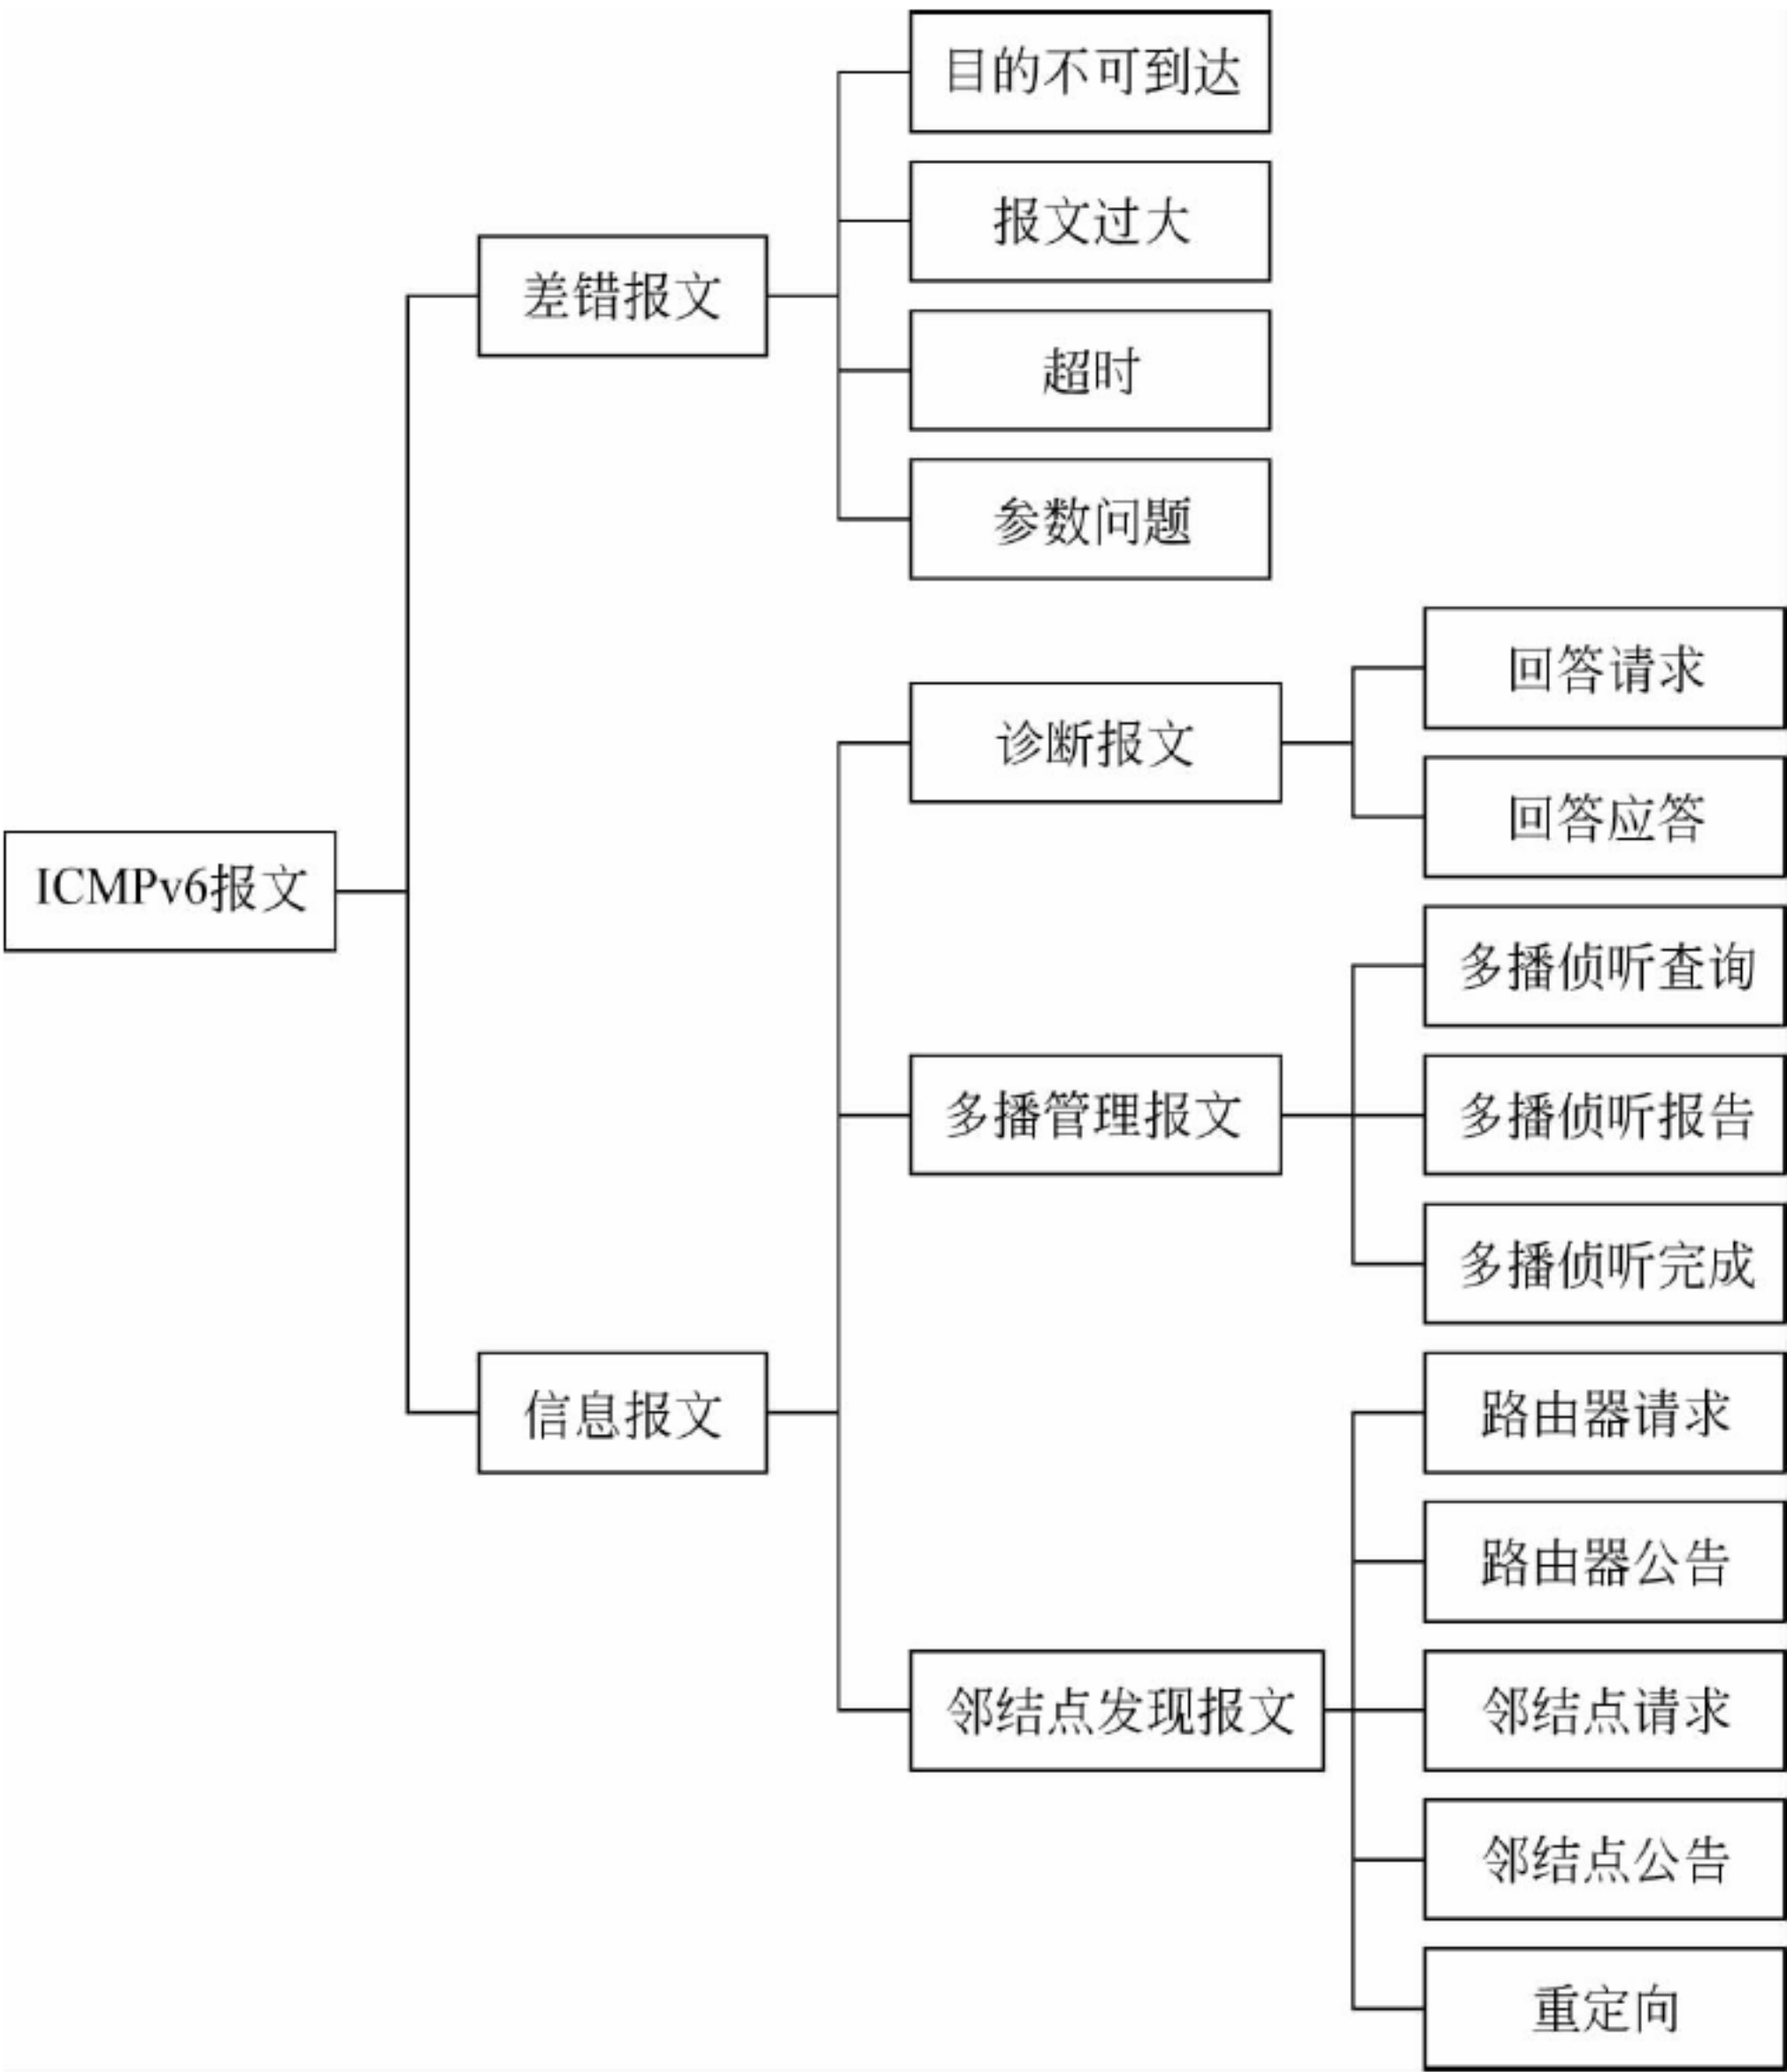 目的不可到达
报文过大
差错报文
超时
参数问题
回答请求
诊断报文
回答应答
ICMPv6报文
多播侦听查询
多播管理报文
多播侦听报告
多播侦听完成
信息报文
路由器请求
路由器公告
邻结点发现报文
邻结点请求
邻结点公告
重定向